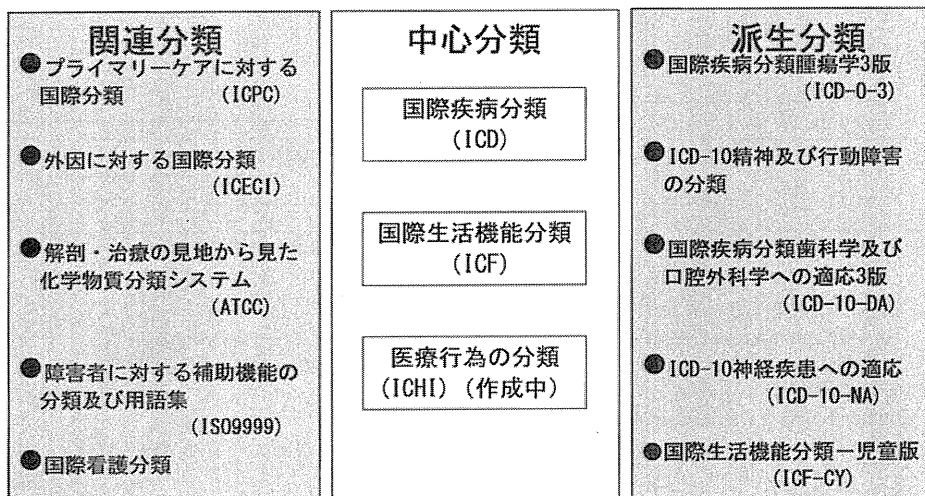 関連分類
●プライマリーケアに対する
国際分類 (ICPC)
●外因に対する国際分類
(ICECI)
●解剖・治療の見地から見た
化学物質分類システム
(ATCC)
●障害者に対する補助機能の
分類及び用語集
(ISO9999)
●国際看護分類
中心分類
国際疾病分類
(ICD)
国際生活機能分類
(ICF)
医療行為の分類
(ICHI)(作成中)
派生分類
●国際疾病分類腫瘍学3版
(ICD-O-3)
●ICD-10精神及び行動障害
の分類
●国際疾病分類歯科学及び
口腔外科学への適応3版
(ICD-10-DA)
●ICD-10神経疾患への適応
(ICD-10-NA)
●国際生活機能分類－児童版
(ICF-CY)